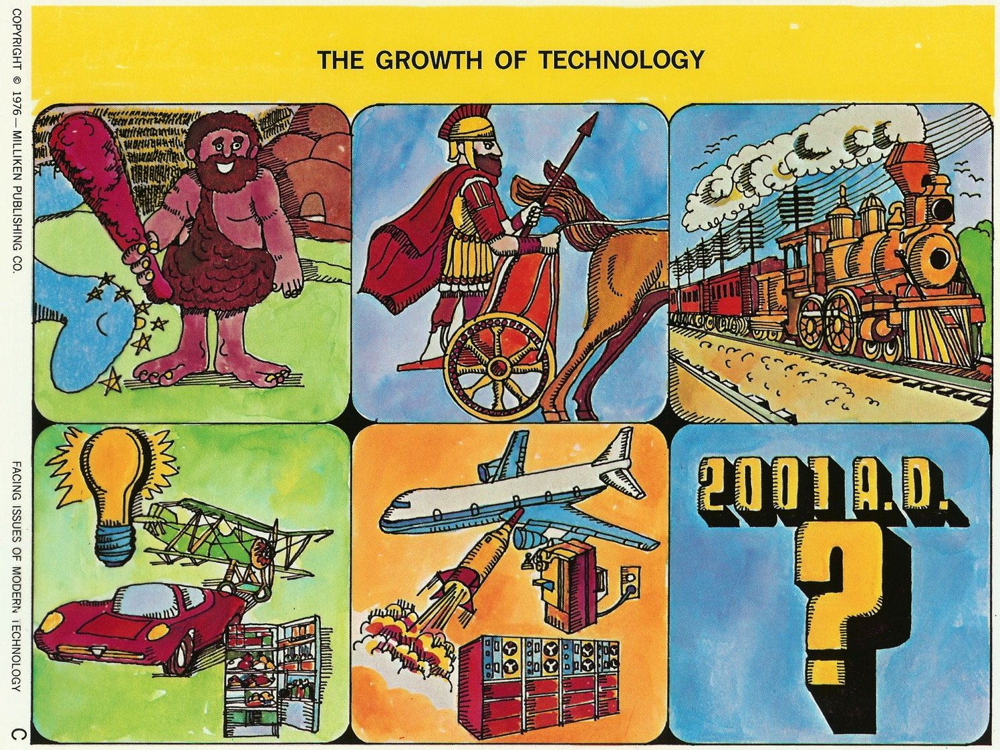 THE GROWTH OF TECHNOLOGY
2001 A.D.
?
COPYRIGHT © 1976 — MILLIKEN PUBLISHING CO.
FACING ISSUES OF MODERN TECHNOLOGY
C